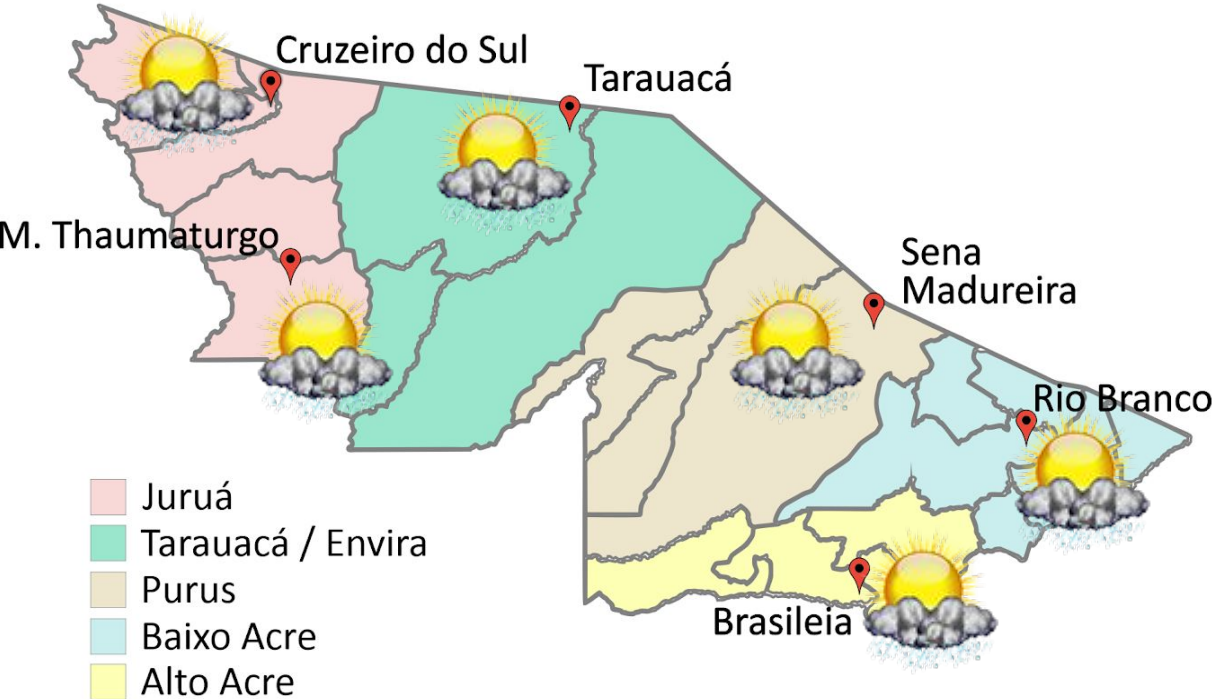 Cruzeiro do Sul
Tarauacá
M. Thaumaturgo
Sena
Madureira
Rio Branco
Brasileia
Juruá
Tarauacá / Envira
Purus
Baixo Acre
Alto Acre